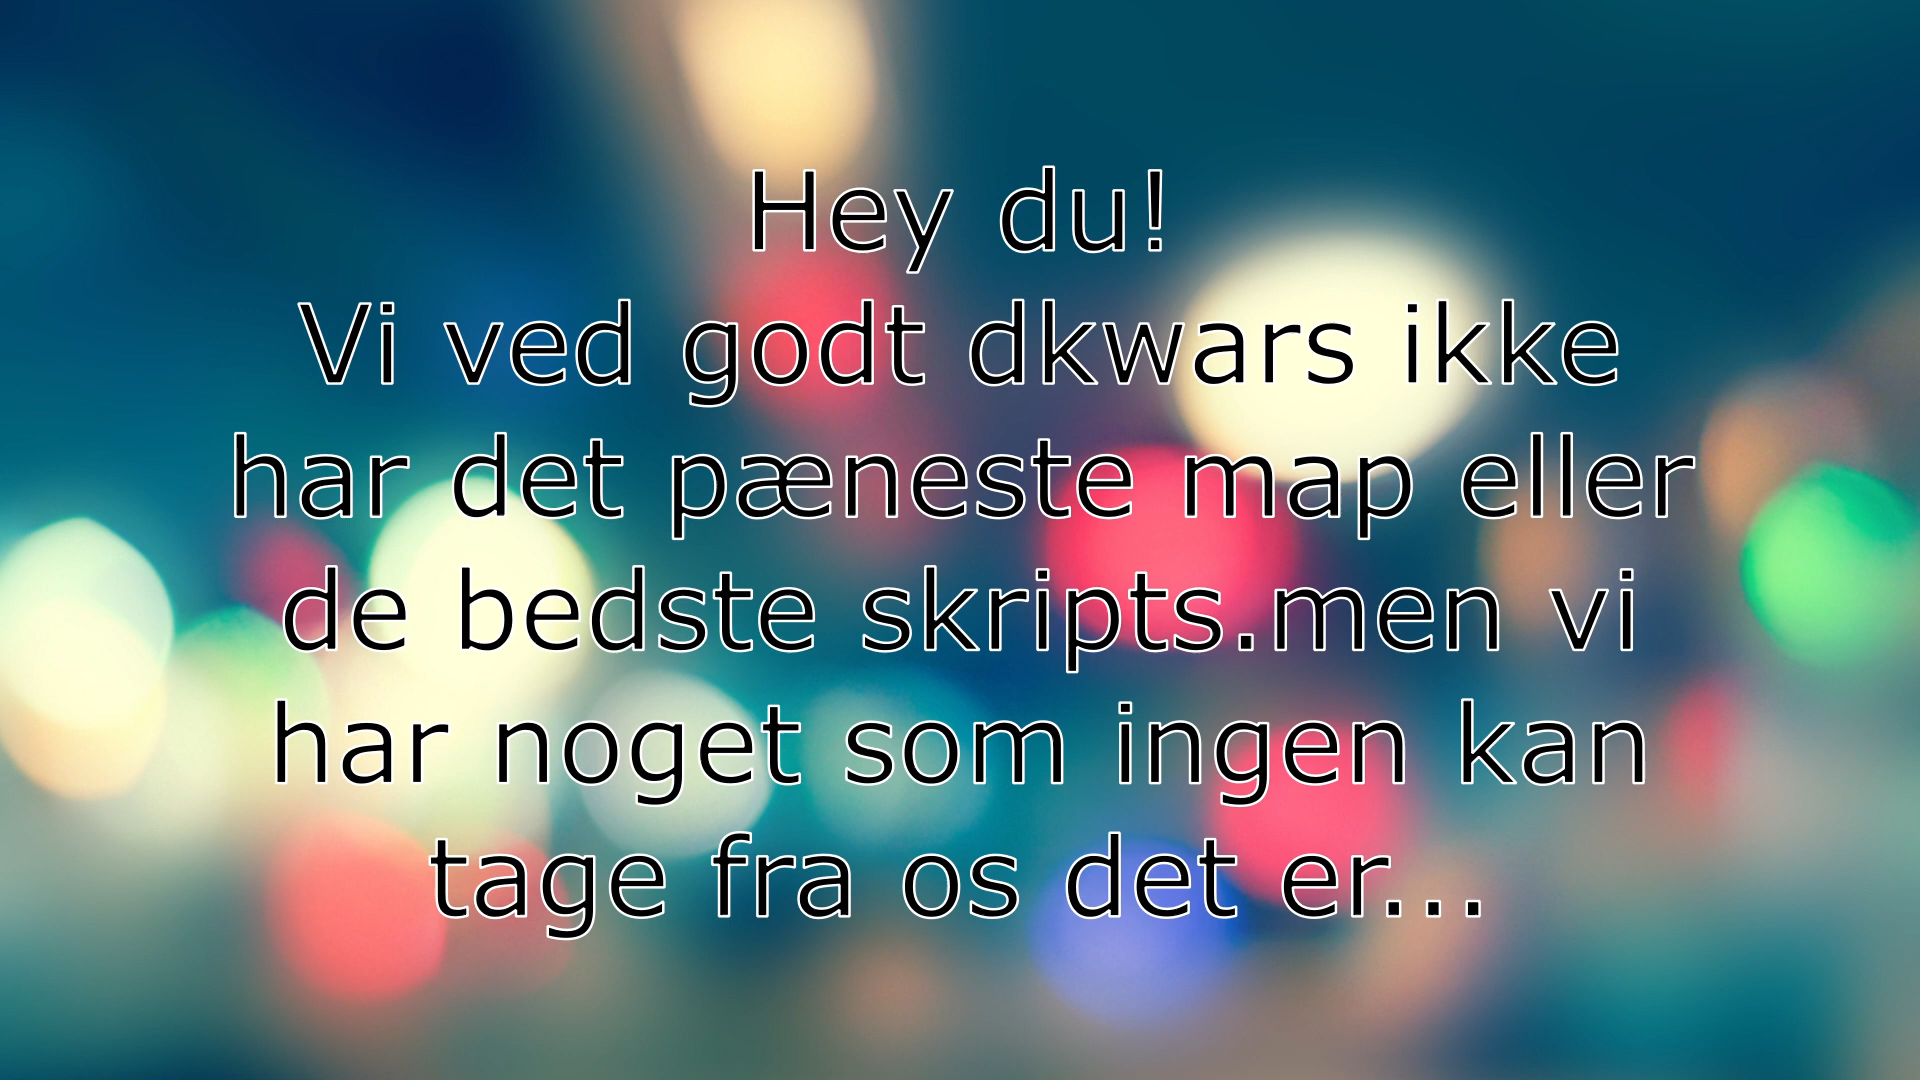 Hey du!
Vi ved godt dkwars ikke
har det pæneste map eller
de bedste skripts.men vi
har noget som ingen kan
tage fra os det er...